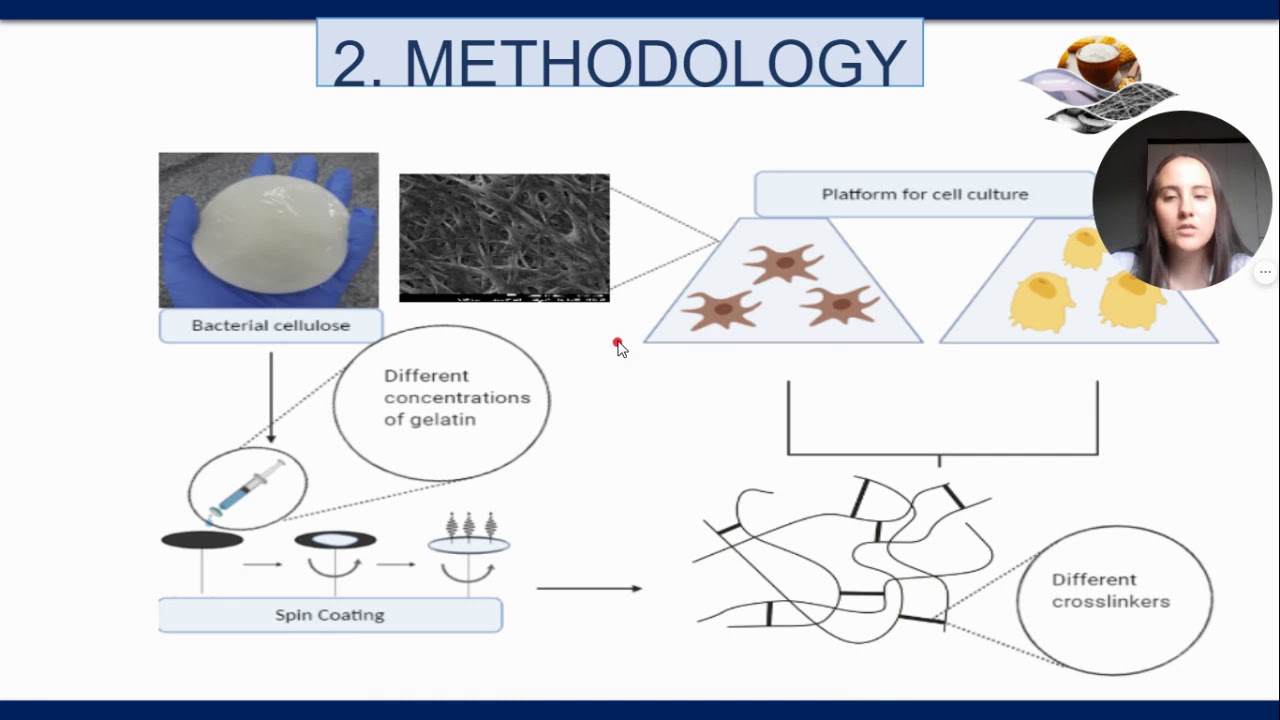 2. METHODOLOGY
Platform for cell culture
Bacterial cellulose
Different
concentrations
of gelatin
Spin Coating
Different
crosslinkers